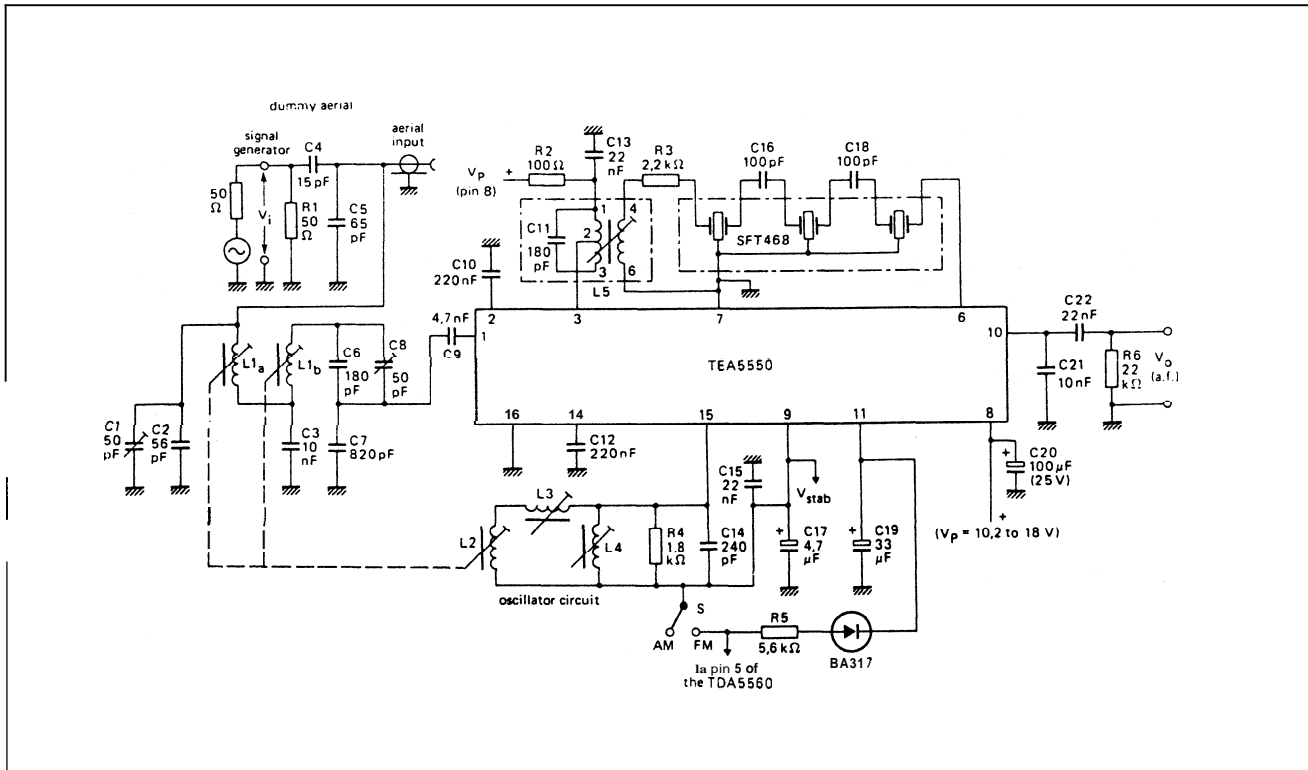 dummy aerial
signal
generator
C4
15 pF
aerial
input
50
Ω
Vi
R1
50
Ω
C5
65
pF
VP
(pin 8)
+
R2
100Ω
C13
22
nF
R3
2,2 kΩ
C16
100pF
C18
100pF
C11
180
pF
1
2
3
4
6
L5
SFT468
C10
220nF
4,7nF
C9
1
2
3
7
6
10
TEA5550
16
14
15
9
11
8
L1a
L1b
C6
180
pF
C8
50
pF
C1
50
pF
C2
56
pF
C3
10
nF
C7
820pF
C12
220nF
C22
22nF
C21
10nF
R6
22
kΩ
Vo
(a.f.)
C15
22
nF
Vstab
L3
L2
L4
R4
1.8
kΩ
C14
240
pF
+
C17
4,7
µF
+
C19
33
µF
+
C20
100µF
(25V)
+
(Vp = 10,2 to 18 V)
oscillator circuit
S
AM
FM
R5
5,6 kΩ
BA317
Ia pin 5 of
the TDA5560